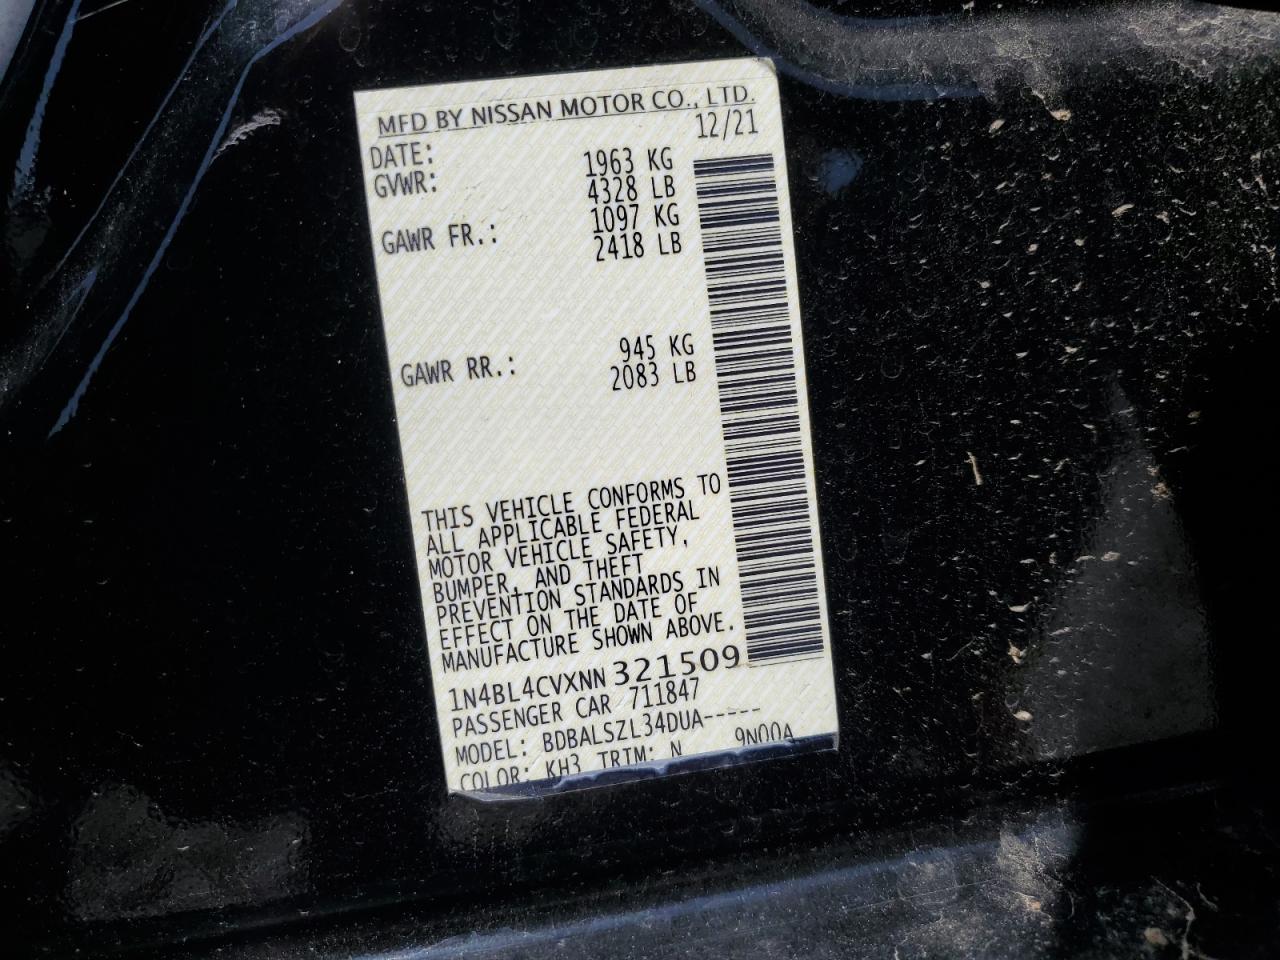 MFD BY NISSAN MOTOR CO., LTD.
DATE: 12/21
GVWR: 1963 KG
4328 LB
GAWR FR.: 1097 KG
2418 LB
GAWR RR.: 945 KG
2083 LB
THIS VEHICLE CONFORMS TO
ALL APPLICABLE FEDERAL
MOTOR VEHICLE SAFETY,
BUMPER, AND THEFT
PREVENTION STANDARDS IN
EFFECT ON THE DATE OF
MANUFACTURE SHOWN ABOVE.
1N4BL4CVXNN321509
PASSENGER CAR 711847
MODEL: BDBALSZL34DUA-----
COLOR: KH3 TRIM: N 9N00A